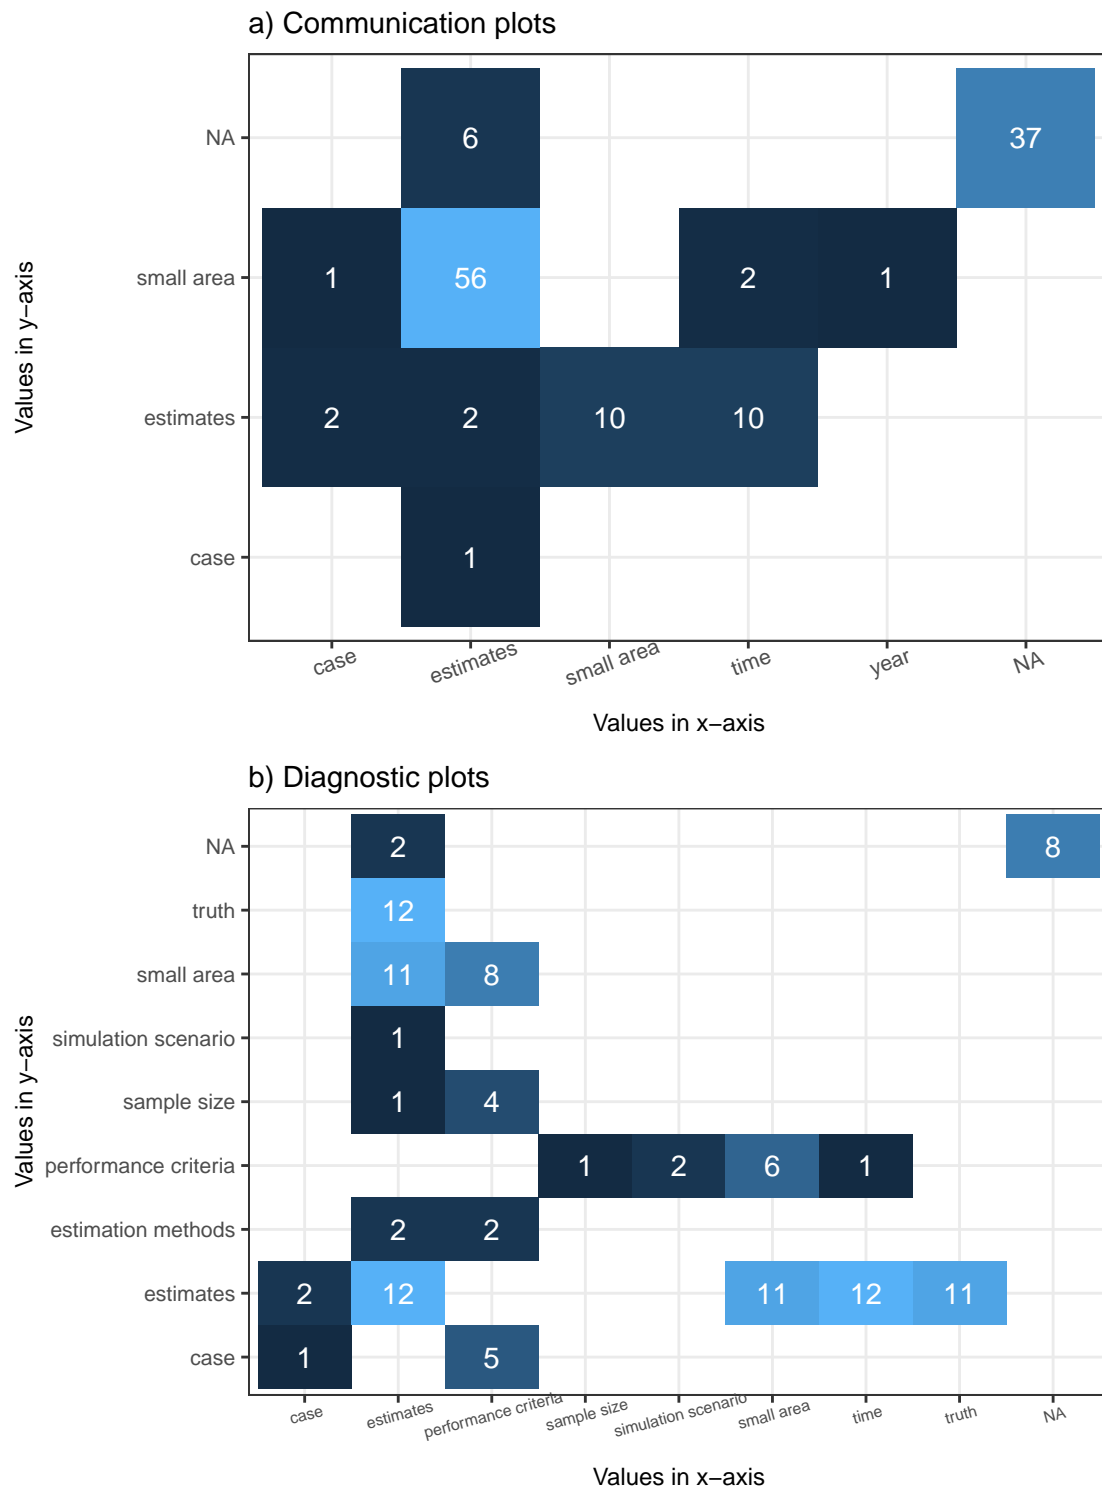 a) Communication plots
NA
6
37
small area
1
56
2
1
estimates
2
2
10
10
case
1
Values in y−axis
case
estimates
small area
time
year
NA
Values in x−axis
b) Diagnostic plots
NA
2
8
truth
12
small area
11
8
simulation scenario
1
sample size
1
4
performance criteria
1
2
6
1
estimation methods
2
2
estimates
2
12
11
12
11
case
1
5
Values in y−axis
case
estimates
performance criteria
sample size
simulation scenario
small area
time
truth
NA
Values in x−axis